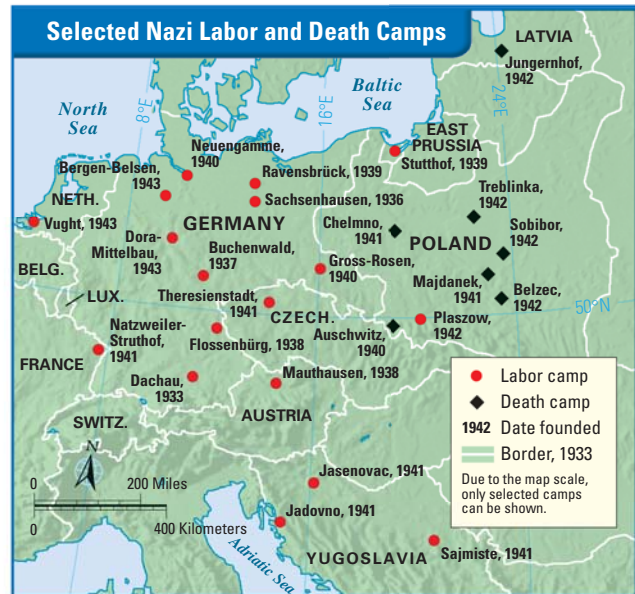 Selected Nazi Labor and Death Camps
LATVIA
Jungernhof,
1942
North
Sea
8°E
Baltic
Sea
16°E
24°E
Neuengamme,
1940
EAST
PRUSSIA
Stutthof, 1939
Bergen-Belsen,
1943
Ravensbrück, 1939
Sachsenhausen, 1936
Treblinka,
1942
NETH.
Vught, 1943
GERMANY
Chelmno,
1941
POLAND
Sobibor,
1942
Dora-
Mittelbau,
1943
Buchenwald,
1937
Gross-Rosen,
1940
Majdanek,
1941
Belzec,
1942
BELG.
LUX.
Theresienstadt,
1941
CZECH.
50°N
Plaszow,
1942
Natzweiler-
Struthof,
1941
Flossenbürg, 1938
Auschwitz,
1940
FRANCE
Dachau,
1933
Mauthausen, 1938
SWITZ.
AUSTRIA
N
0 200 Miles
0 400 Kilometers
Jasenovac, 1941
Jadovno, 1941
Adriatic Sea
YUGOSLAVIA
Sajmiste, 1941
Labor camp
Death camp
1942 Date founded
Border, 1933
Due to the map scale,
only selected camps
can be shown.